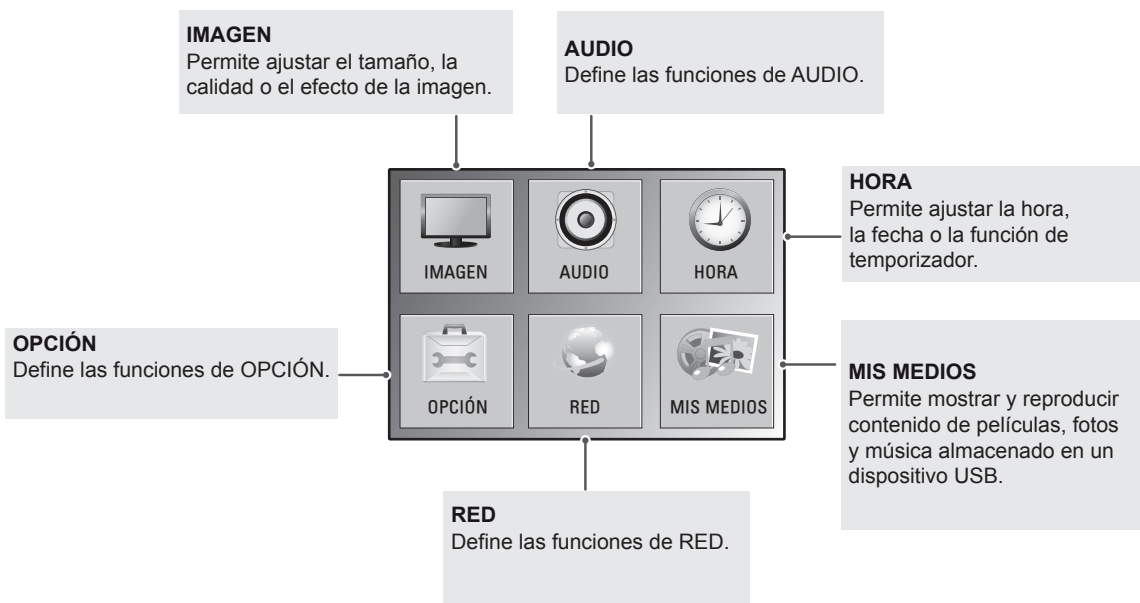 IMAGEN
Permite ajustar el tamaño, la
calidad o el efecto de la imagen.
AUDIO
Define las funciones de AUDIO.
HORA
Permite ajustar la hora,
la fecha o la función de
temporizador.
IMAGEN
AUDIO
HORA
OPCIÓN
Define las funciones de OPCIÓN.
OPCIÓN
RED
MIS MEDIOS
MIS MEDIOS
Permite mostrar y reproducir
contenido de películas, fotos
y música almacenado en un
dispositivo USB.
RED
Define las funciones de RED.